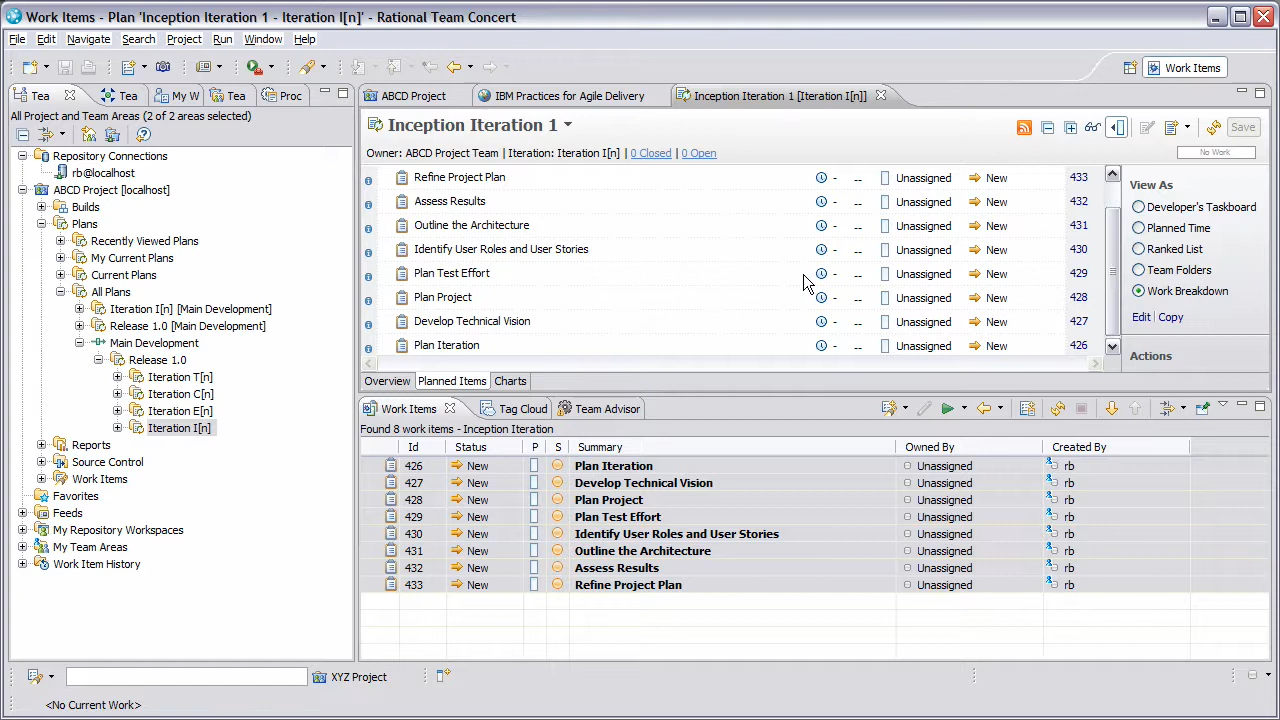 Work Items - Plan 'Inception Iteration 1 - Iteration I[n]' - Rational Team Concert
File Edit Navigate Search Project Run Window Help
Work Items
Tea Tea My W Tea Proc
All Project and Team Areas (2 of 2 areas selected)
Repository Connections
rb@localhost
ABCD Project [localhost]
Builds
Plans
Recently Viewed Plans
My Current Plans
Current Plans
All Plans
Iteration I[n] [Main Development]
Release 1.0 [Main Development]
Main Development
Release 1.0
Iteration T[n]
Iteration C[n]
Iteration E[n]
Iteration I[n]
Reports
Source Control
Work Items
Favorites
Feeds
My Repository Workspaces
My Team Areas
Work Item History
ABCD Project IBM Practices for Agile Delivery Inception Iteration 1 [Iteration I[n]]
Inception Iteration 1
Save
Owner: ABCD Project Team | Iteration: Iteration I[n] | 0 Closed | 0 Open
No Work
Refine Project Plan - -- Unassigned New 433
Assess Results - -- Unassigned New 432
Outline the Architecture - -- Unassigned New 431
Identify User Roles and User Stories - -- Unassigned New 430
Plan Test Effort - -- Unassigned New 429
Plan Project - -- Unassigned New 428
Develop Technical Vision - -- Unassigned New 427
Plan Iteration - -- Unassigned New 426
View As
Developer's Taskboard
Planned Time
Ranked List
Team Folders
Work Breakdown
Edit Copy
Actions
Overview Planned Items Charts
Work Items Tag Cloud Team Advisor
Found 8 work items - Inception Iteration
Id Status P S Summary Owned By Created By
426 New Plan Iteration Unassigned rb
427 New Develop Technical Vision Unassigned rb
428 New Plan Project Unassigned rb
429 New Plan Test Effort Unassigned rb
430 New Identify User Roles and User Stories Unassigned rb
431 New Outline the Architecture Unassigned rb
432 New Assess Results Unassigned rb
433 New Refine Project Plan Unassigned rb
XYZ Project
<No Current Work>